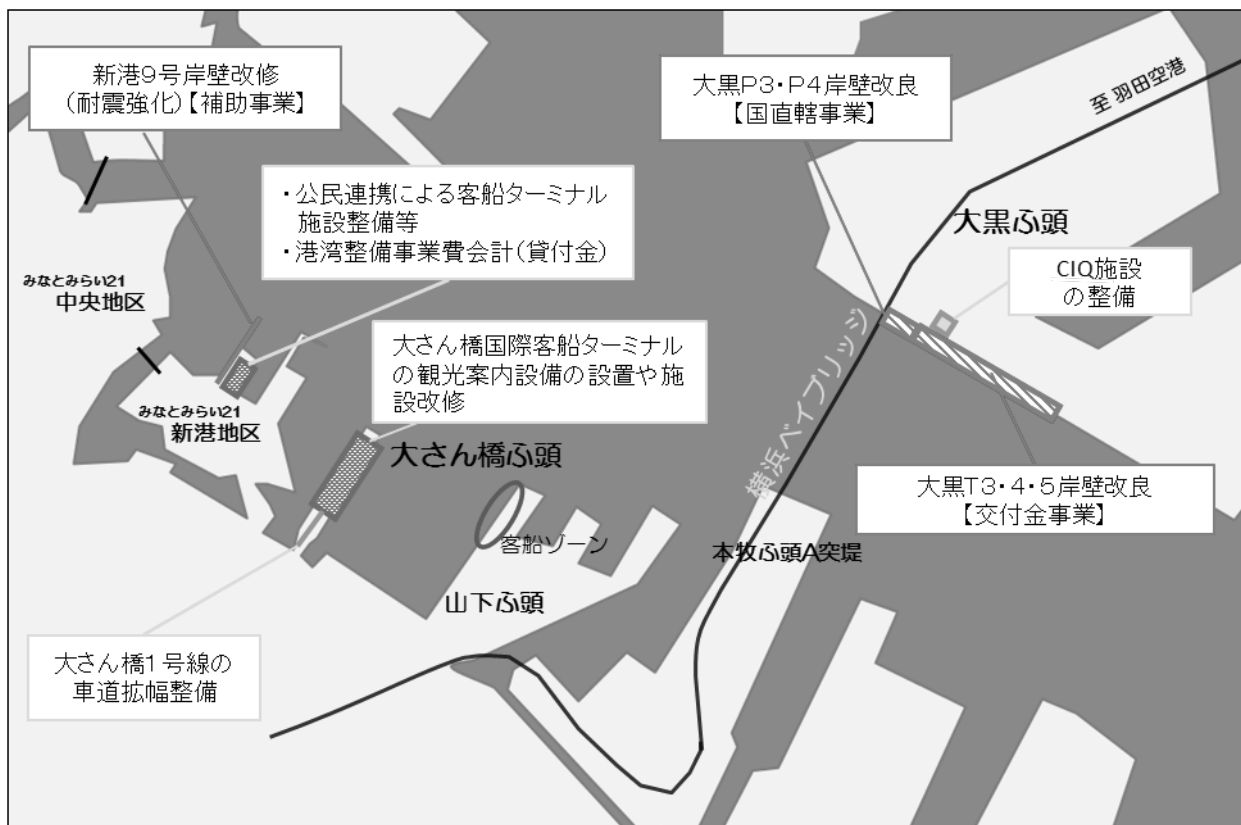 新港9号岸壁改修
(耐震強化)【補助事業】
大黒P3・P4岸壁改良
【国直轄事業】
至 羽田空港
・公民連携による客船ターミナル
施設整備等
・港湾整備事業費会計(貸付金)
大黒ふ頭
CIQ施設
の整備
みなとみらい21
中央地区
大さん橋国際客船ターミナル
の観光案内設備の設置や施
設改修
横浜ベイブリッジ
みなとみらい21
新港地区
大さん橋ふ頭
大黒T3・4・5岸壁改良
【交付金事業】
客船ゾーン
本牧ふ頭A突堤
山下ふ頭
大さん橋1号線の
車道拡幅整備